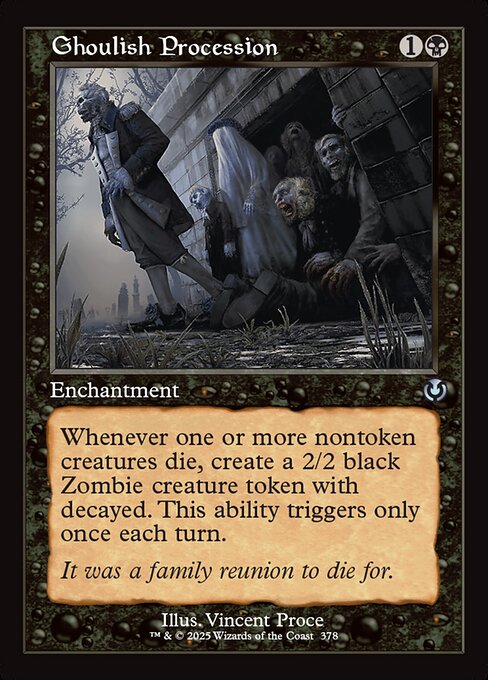 Ghoulish Procession 1
Enchantment
Whenever one or more nontoken
creatures die, create a 2/2 black
Zombie creature token with
decayed. This ability triggers only
once each turn.
It was a family reunion to die for.
Illus. Vincent Proce
™ & © 2025 Wizards of the Coast 378